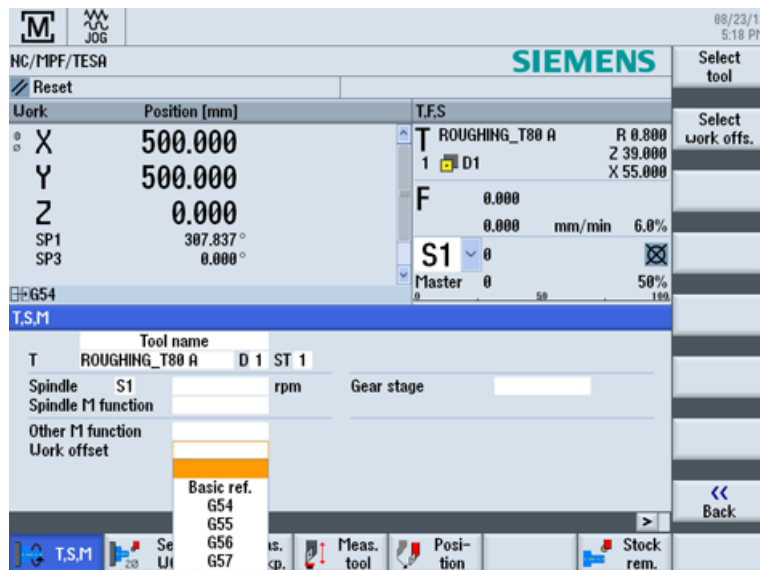 M JOG 08/23/1
5:18 PM
NC/MPF/TESA SIEMENS Select
tool
Reset
Work Position [mm] T,F,S Select
work offs.
X 500.000 T ROUGHING_T80 A R 0.800
1 D1 Z 39.000
X 55.000
Y 500.000
Z 0.000 F 0.000
0.000 mm/min 6.0%
SP1 307.837°
SP3 0.000° S1 0
Master 0 50%
G54 0 50 100
T,S,M
Tool name
T ROUGHING_T80 A D 1 ST 1
Spindle S1 rpm Gear stage
Spindle M function
Other M function
Work offset
Basic ref.
G54
G55
G56
G57
<<
Back
>
T,S,M Se Meas. Posi- Stock
tool tion rem.